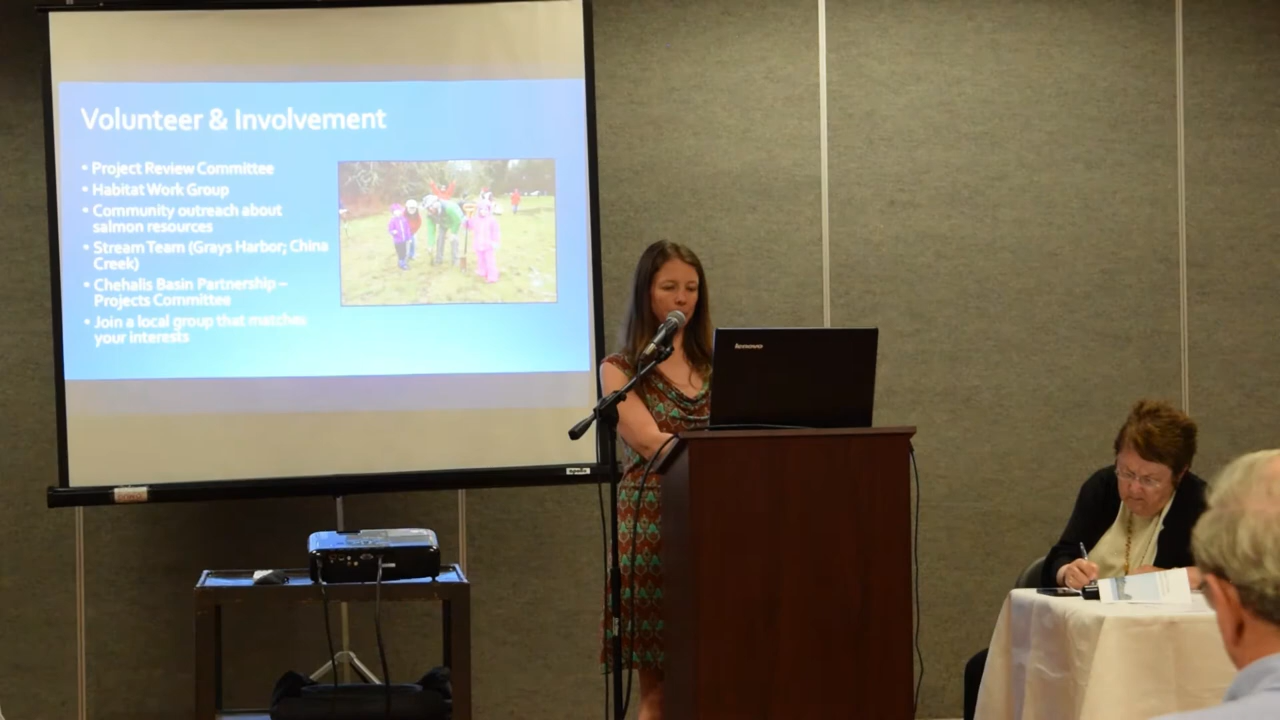 Volunteer & Involvement
• Project Review Committee
• Habitat Work Group
• Community outreach about
salmon resources
• Stream Team (Grays Harbor; China
Creek)
• Chehalis Basin Partnership –
Projects Committee
• Join a local group that matches
your interests
lenovo